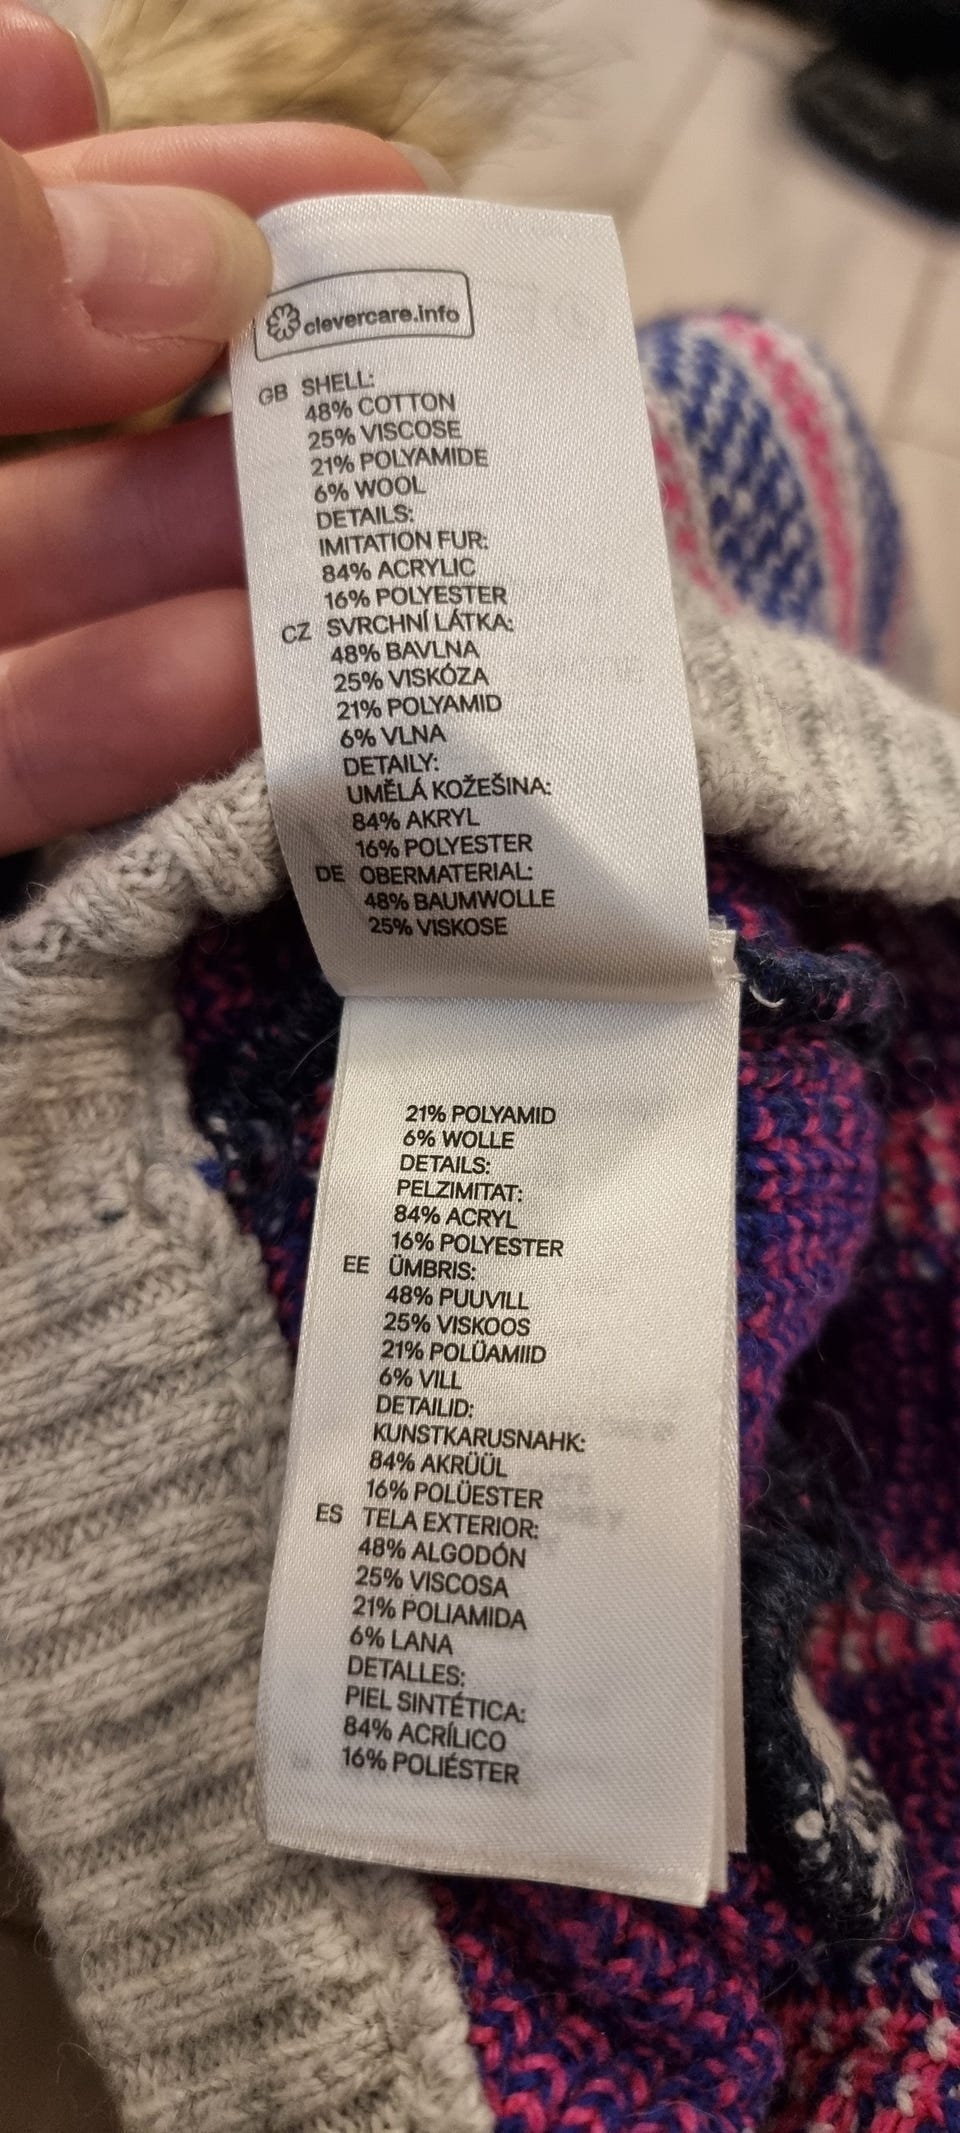 clevercare.info
GB SHELL:
48% COTTON
25% VISCOSE
21% POLYAMIDE
6% WOOL
DETAILS:
IMITATION FUR:
84% ACRYLIC
16% POLYESTER
CZ SVRCHNÍ LÁTKA:
48% BAVLNA
25% VISKÓZA
21% POLYAMID
6% VLNA
DETAILY:
UMĚLÁ KOŽEŠINA:
84% AKRYL
16% POLYESTER
DE OBERMATERIAL:
48% BAUMWOLLE
25% VISKOSE
21% POLYAMID
6% WOLLE
DETAILS:
PELZIMITAT:
84% ACRYL
16% POLYESTER
EE ÜMBRIS:
48% PUUVILL
25% VISKOOS
21% POLÜAMIID
6% VILL
DETAILID:
KUNSTKARUSNAHK:
84% AKRÜÜL
16% POLÜESTER
ES TELA EXTERIOR:
48% ALGODÓN
25% VISCOSA
21% POLIAMIDA
6% LANA
DETALLES:
PIEL SINTÉTICA:
84% ACRÍLICO
16% POLIÉSTER